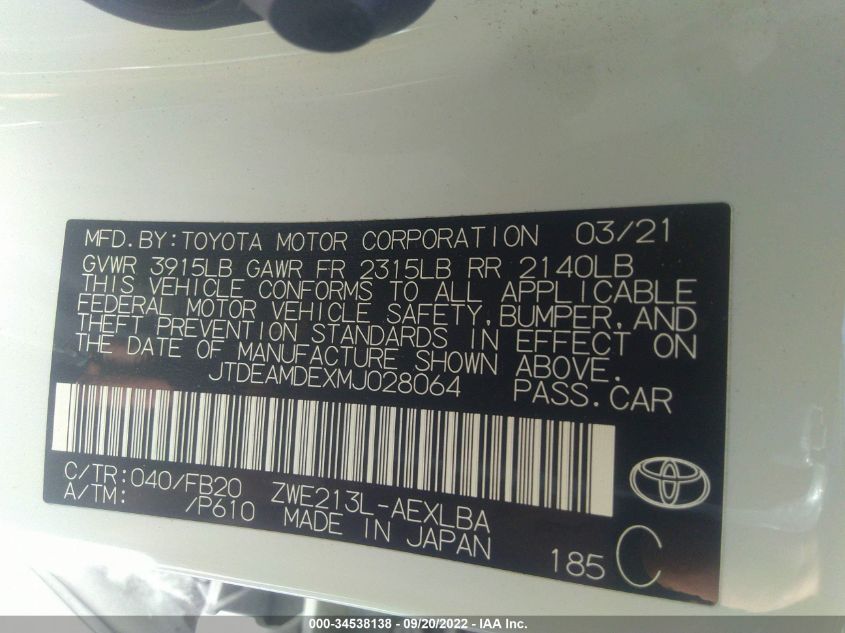 MFD.BY:TOYOTA MOTOR CORPORATION 03/21
GVWR 3915LB GAWR FR 2315LB RR 2140LB
THIS VEHICLE CONFORMS TO ALL APPLICABLE
FEDERAL MOTOR VEHICLE SAFETY, BUMPER, AND
THEFT PREVENTION STANDARDS IN EFFECT ON
THE DATE OF MANUFACTURE SHOWN ABOVE.
JTDEAMDEXMJ028064 PASS.CAR
C/TR:040/FB20 ZWE213L-AEXLBA
A/TM: /P610 MADE IN JAPAN
185 C
000-34538138 - 09/20/2022 - IAA Inc.